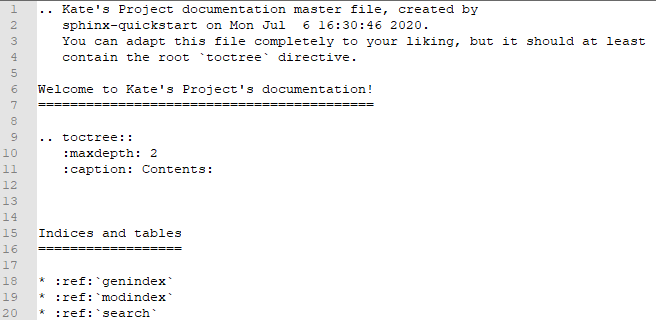 1 .. Kate's Project documentation master file, created by
2    sphinx-quickstart on Mon Jul  6 16:30:46 2020.
3    You can adapt this file completely to your liking, but it should at least
4    contain the root `toctree` directive.
5
6 Welcome to Kate's Project's documentation!
7 ==========================================
8
9 .. toctree::
10    :maxdepth: 2
11    :caption: Contents:
12
13
14
15 Indices and tables
16 ==================
17
18 * :ref:`genindex`
19 * :ref:`modindex`
20 * :ref:`search`